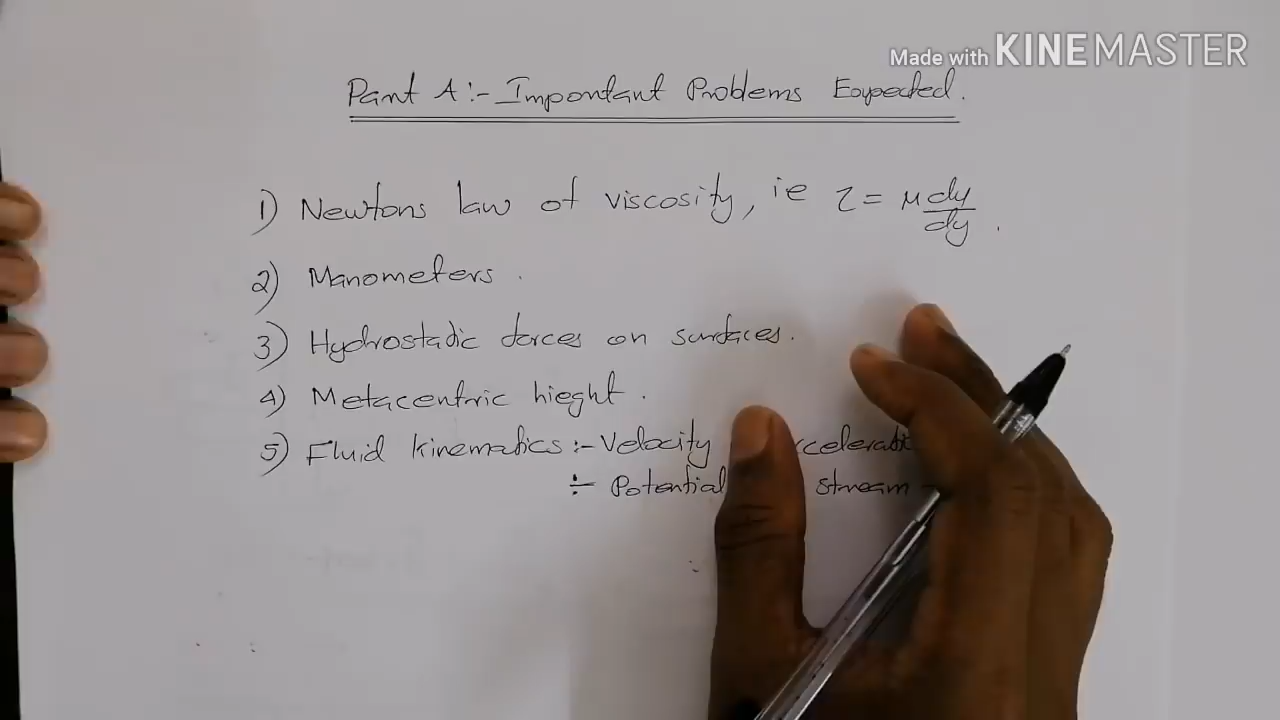 Made with KINEMASTER
Part A:- Important Problems Expected.
1) Newtons law of viscosity, ie τ = μ du/dy.
2) Manometers.
3) Hydrostatic forces on surfaces.
4) Metacentric hieght.
5) Fluid kinematics :- Velocity
:- Potential stream